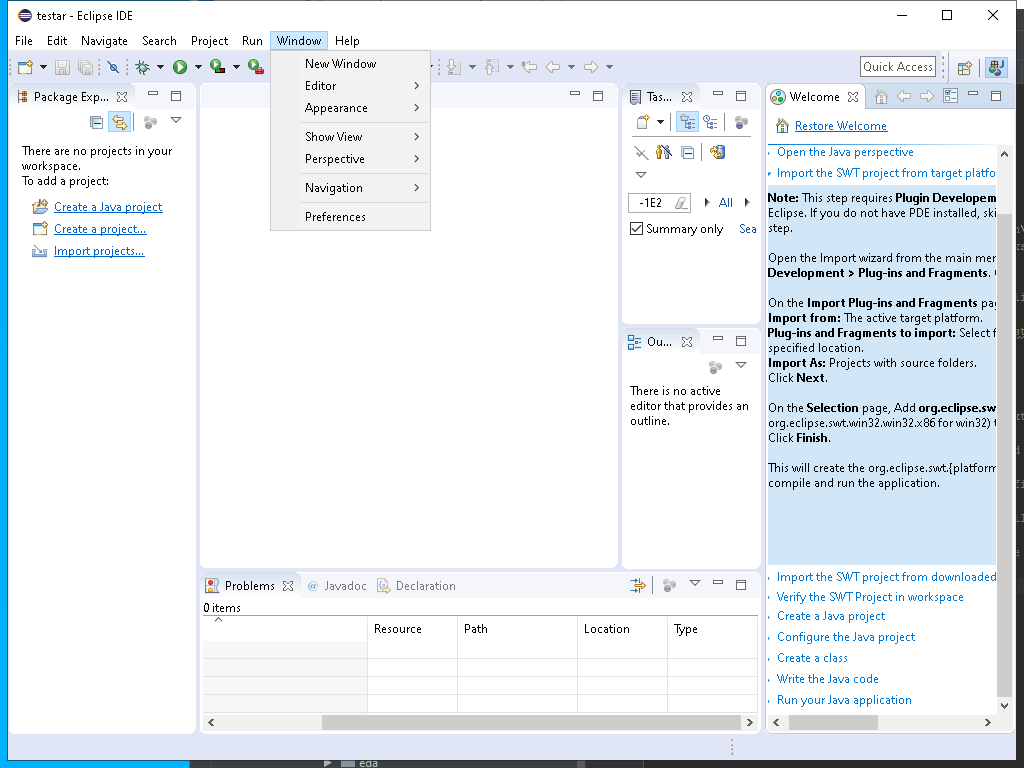 testar - Eclipse IDE
File Edit Navigate Search Project Run Window Help
Quick Access
New Window
Editor
Appearance
Show View
Perspective
Navigation
Preferences
Package Exp...
There are no projects in your
workspace.
To add a project:
Create a Java project
Create a project...
Import projects...
Tas...
-1E2
All
Summary only
Sea
Ou...
There is no active
editor that provides an
outline.
Welcome
Restore Welcome
Open the Java perspective
Import the SWT project from target platfo
Note: This step requires Plugin Developem
Eclipse. If you do not have PDE installed, ski
step.
Open the Import wizard from the main mer
Development > Plug-ins and Fragments.
On the Import Plug-ins and Fragments pag
Import from: The active target platform.
Plug-ins and Fragments to import: Select f
specified location.
Import As: Projects with source folders.
Click Next.
On the Selection page, Add org.eclipse.sw
org.eclipse.swt.win32.win32.x86 for win32) t
Click Finish.
This will create the org.eclipse.swt.{platform
compile and run the application.
Import the SWT project from downloaded
Verify the SWT Project in workspace
Create a Java project
Configure the Java project
Create a class
Write the Java code
Run your Java application
Problems Javadoc Declaration
0 items
Resource Path Location Type
eda